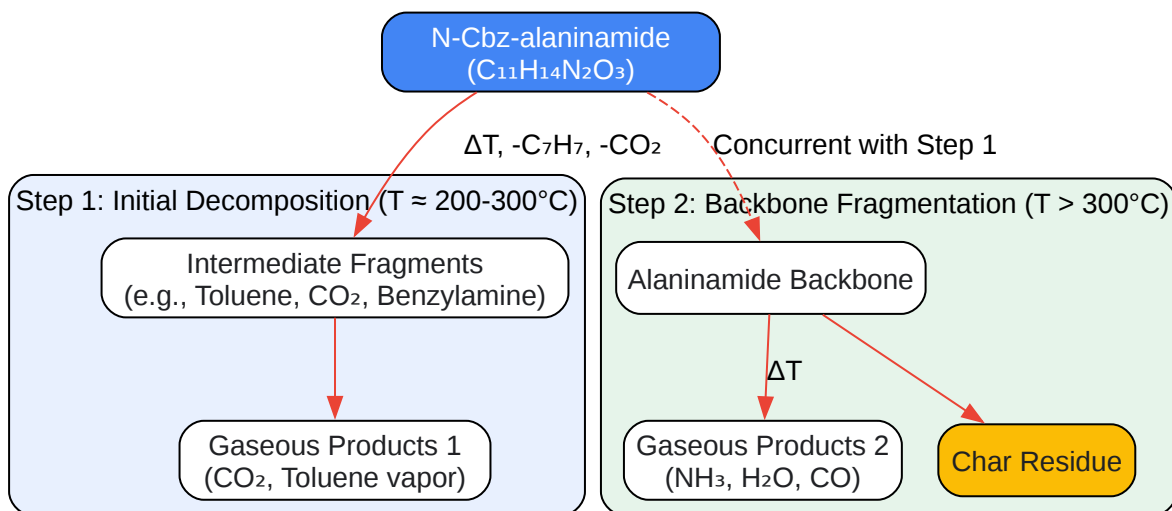 N-Cbz-alaninamide
(C₁₁H₁₄N₂O₃)
ΔT, -C₇H₇, -CO₂
Concurrent with Step 1
Step 1: Initial Decomposition (T ≈ 200-300°C)
Intermediate Fragments
(e.g., Toluene, CO₂, Benzylamine)
Gaseous Products 1
(CO₂, Toluene vapor)
Step 2: Backbone Fragmentation (T > 300°C)
Alaninamide Backbone
ΔT
Gaseous Products 2
(NH₃, H₂O, CO)
Char Residue